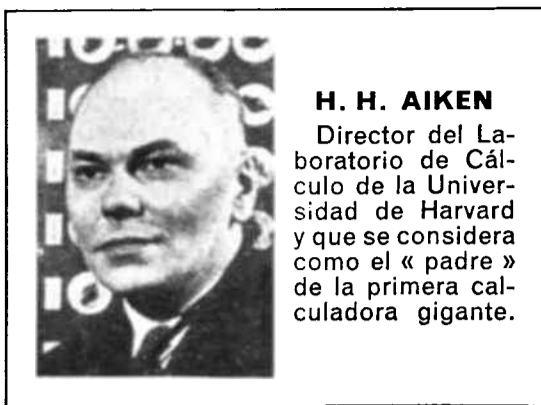 H. H. AIKEN
Director del La-
boratorio de Cál-
culo de la Univer-
sidad de Harvard
y que se considera
como el « padre »
de la primera cal-
culadora gigante.